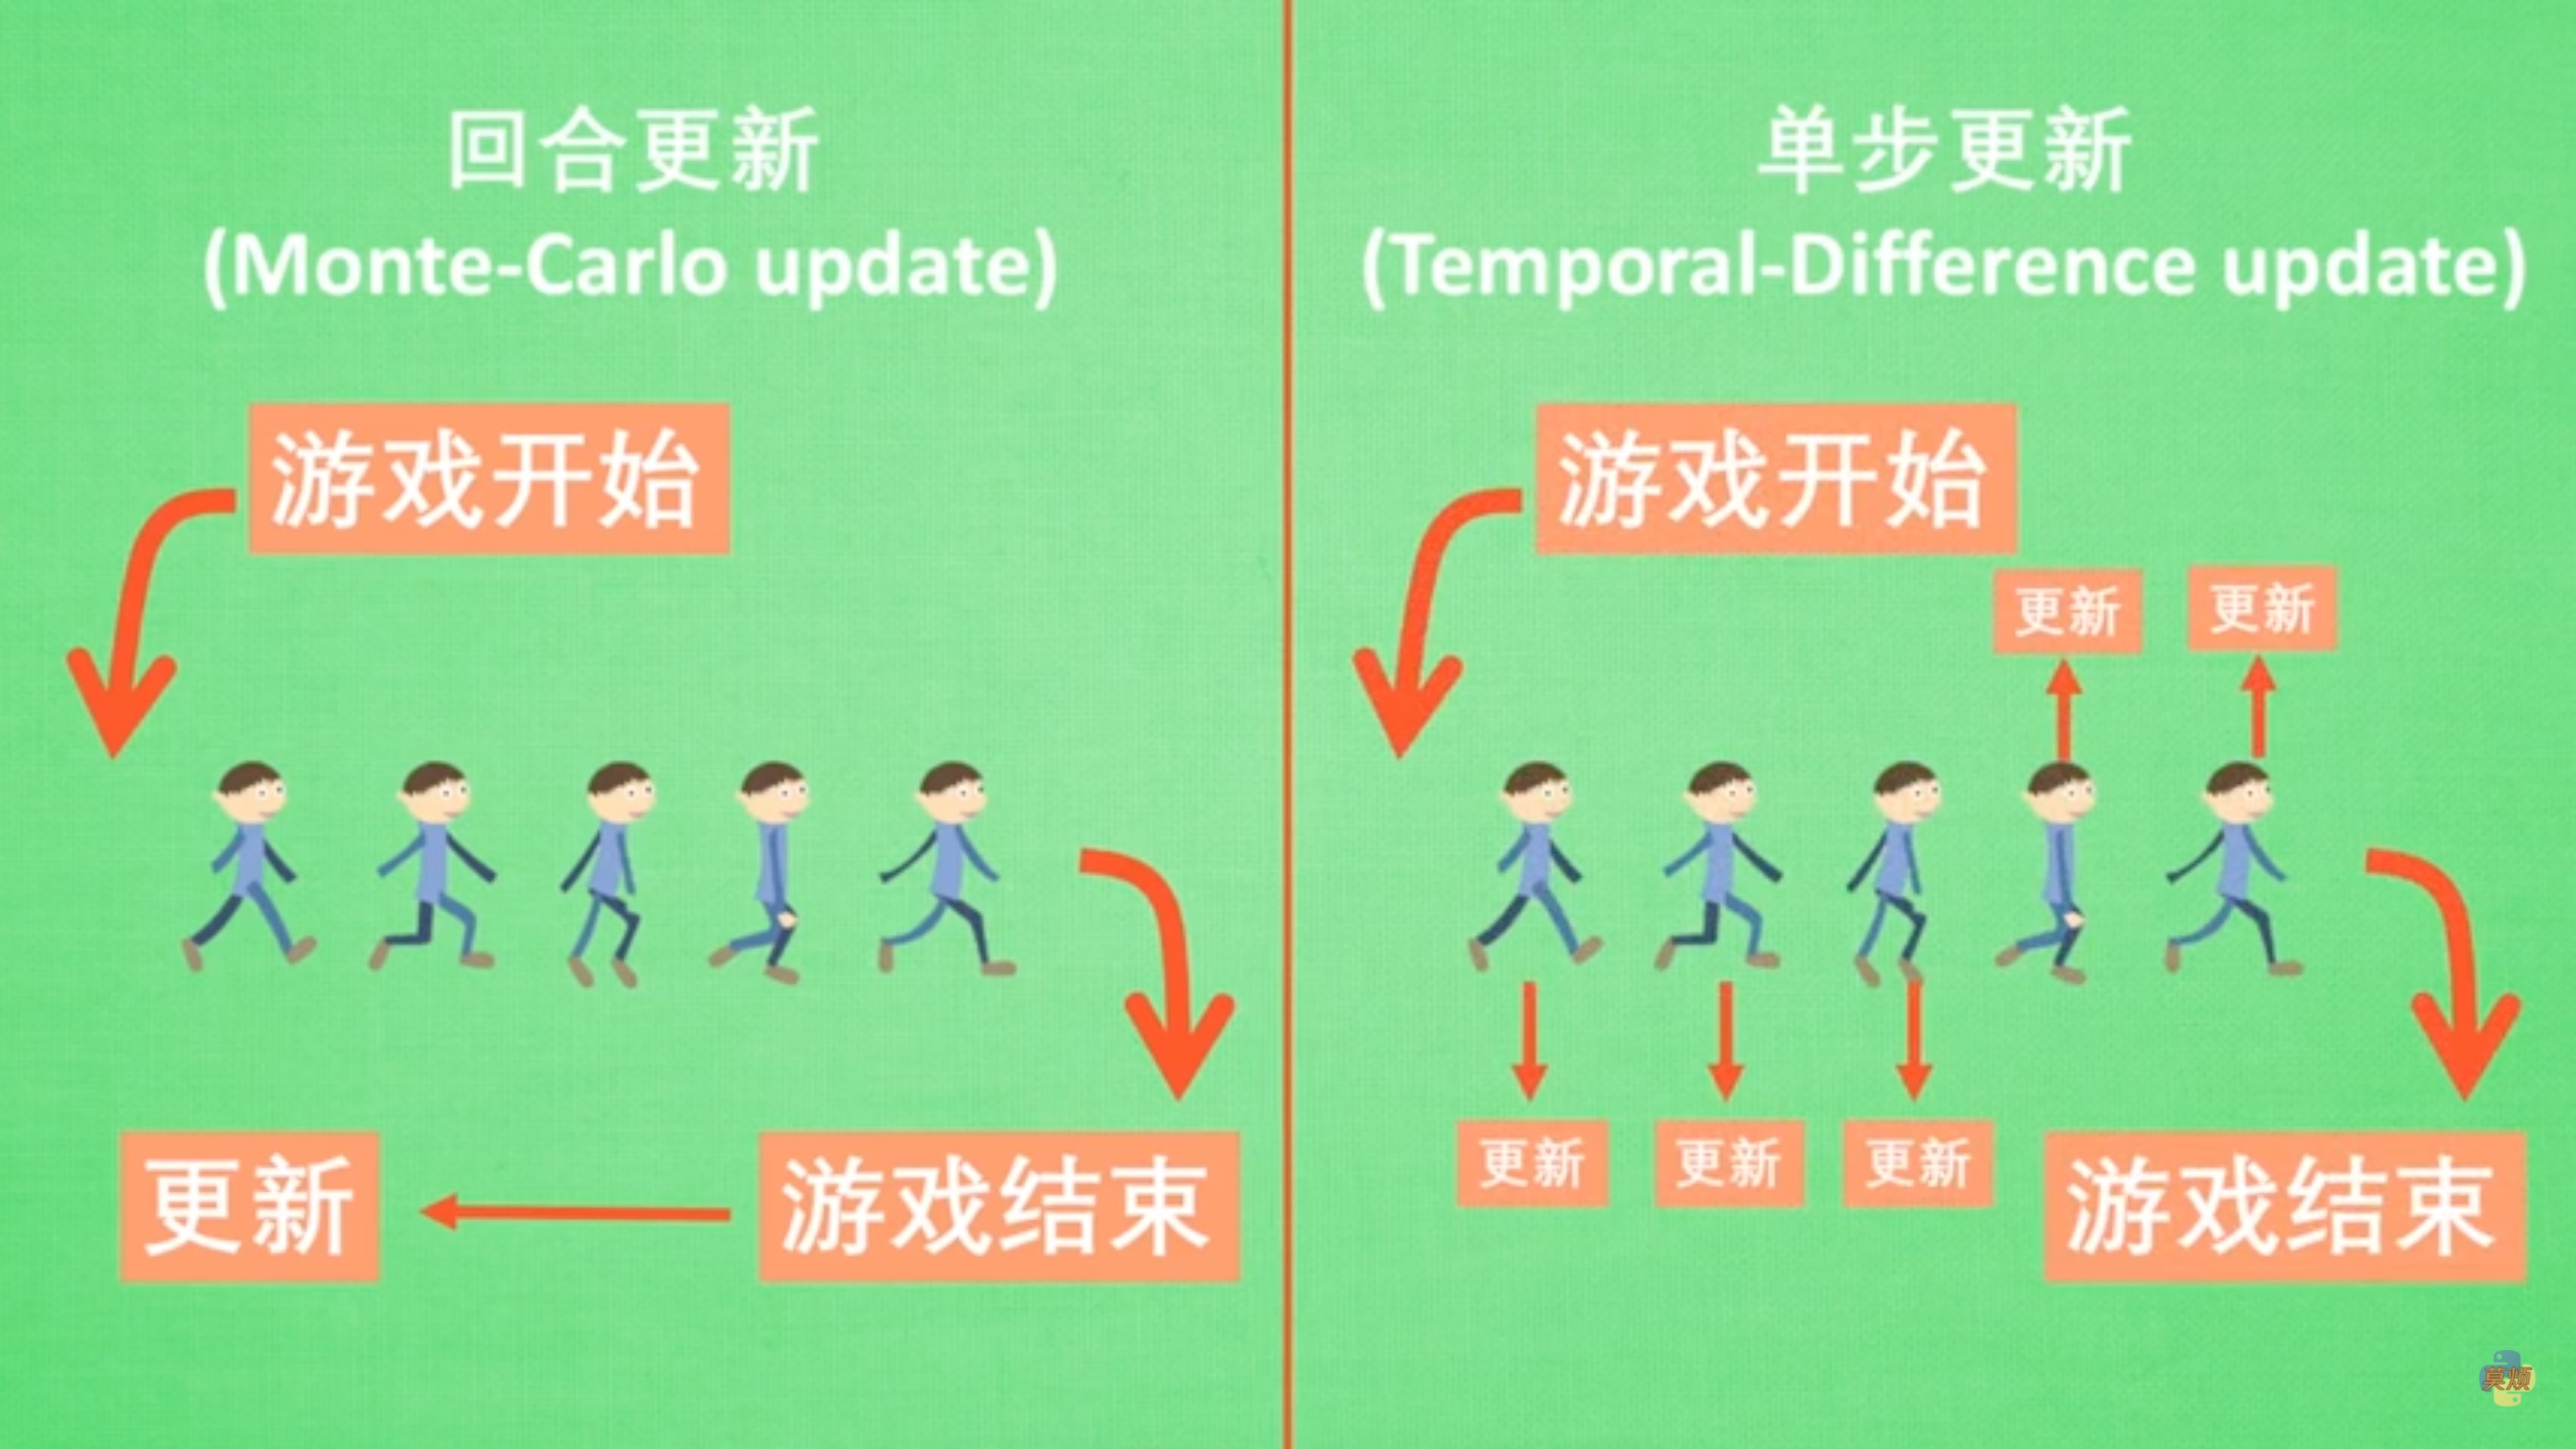 回合更新
(Monte-Carlo update)
游戏开始
游戏结束
更新
单步更新
(Temporal-Difference update)
游戏开始
更新
更新
更新
更新
更新
游戏结束
莫烦